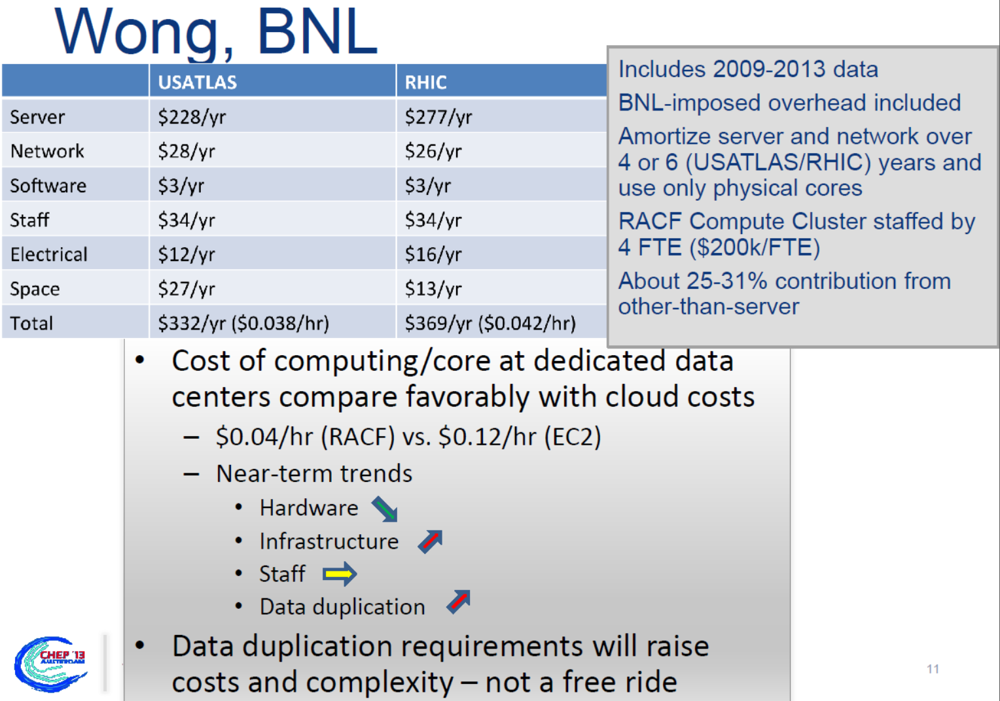 Wong, BNL
USATLAS RHIC
Server $228/yr $277/yr
Network $28/yr $26/yr
Software $3/yr $3/yr
Staff $34/yr $34/yr
Electrical $12/yr $16/yr
Space $27/yr $13/yr
Total $332/yr ($0.038/hr) $369/yr ($0.042/hr)
Includes 2009-2013 data
BNL-imposed overhead included
Amortize server and network over
4 or 6 (USATLAS/RHIC) years and
use only physical cores
RACF Compute Cluster staffed by
4 FTE ($200k/FTE)
About 25-31% contribution from
other-than-server
• Cost of computing/core at dedicated data
centers compare favorably with cloud costs
– $0.04/hr (RACF) vs. $0.12/hr (EC2)
– Near-term trends
• Hardware
• Infrastructure
• Staff
• Data duplication
• Data duplication requirements will raise
costs and complexity – not a free ride
CHEP '13
AMSTERDAM
11